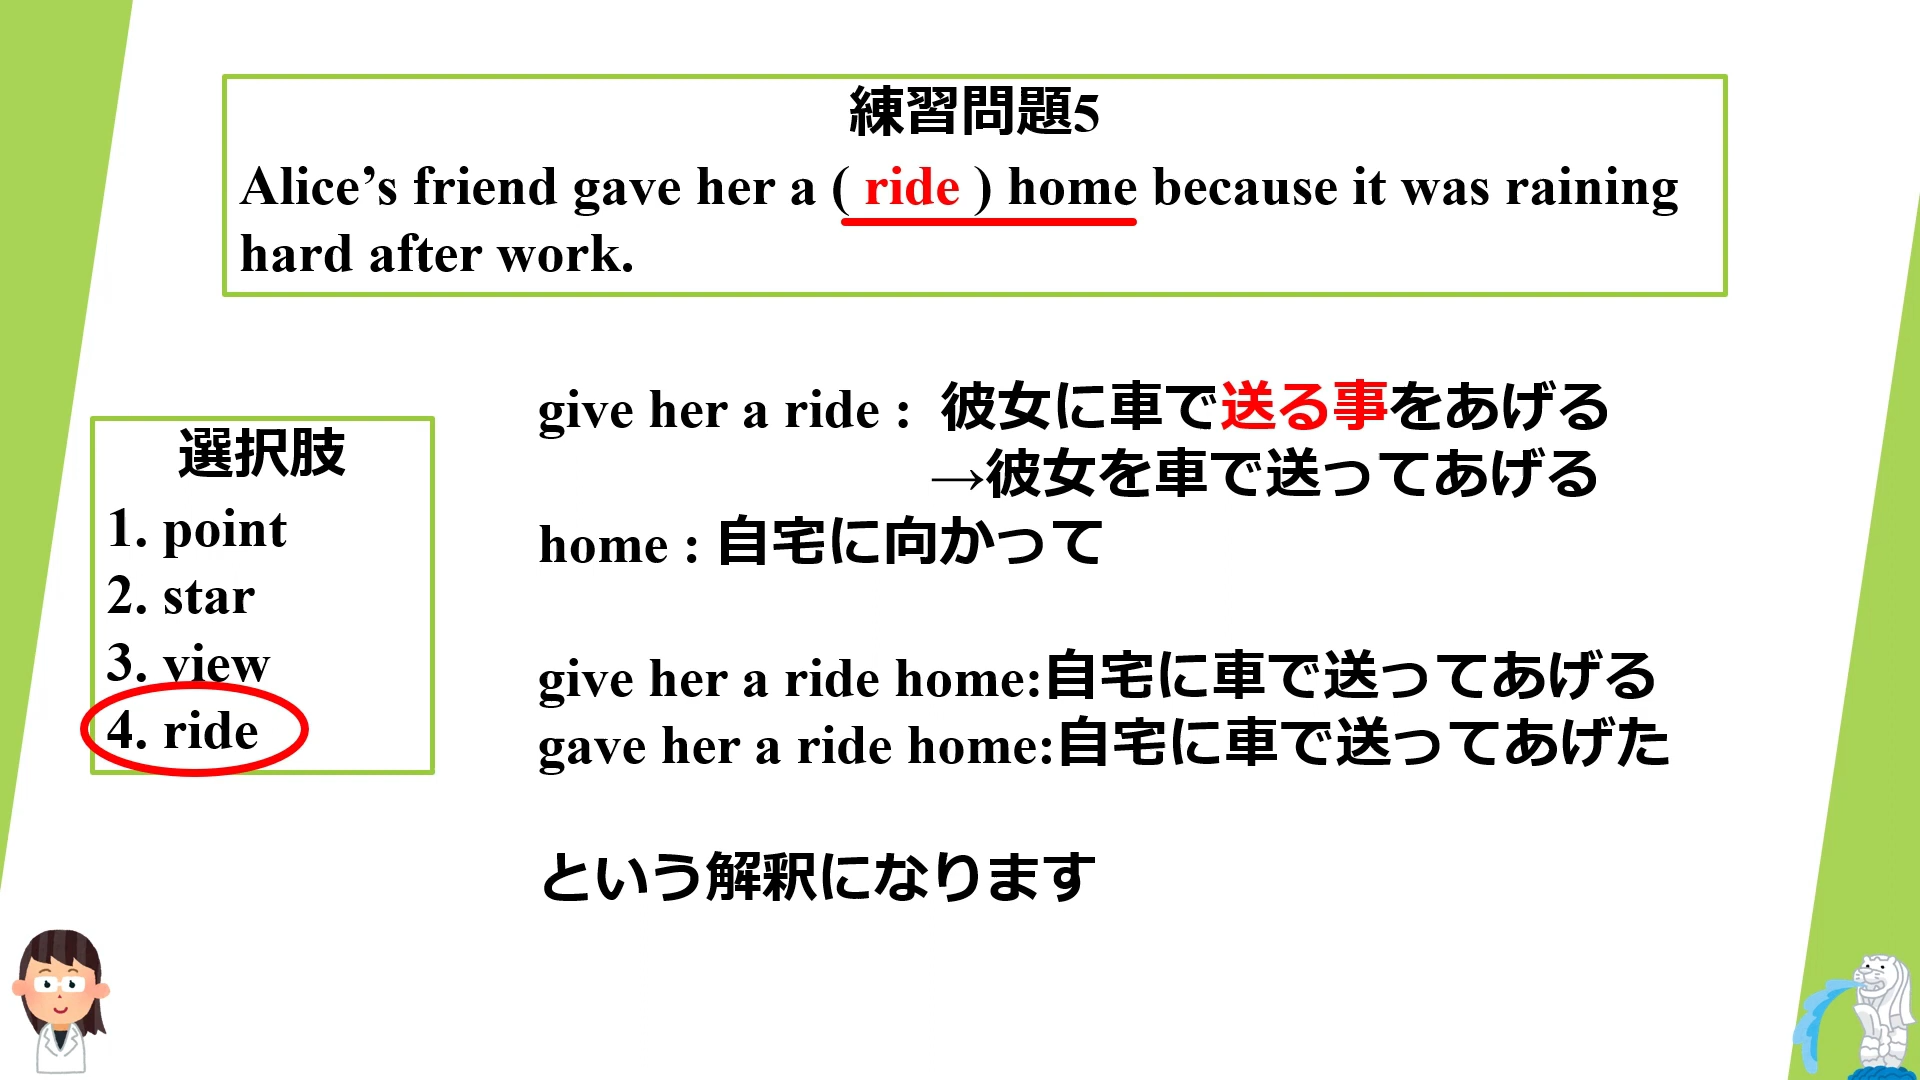 練習問題5
Alice’s friend gave her a ( ride ) home because it was raining
hard after work.
選択肢
1. point
2. star
3. view
4. ride
give her a ride : 彼女に車で送る事をあげる
→彼女を車で送ってあげる
home : 自宅に向かって
give her a ride home:自宅に車で送ってあげる
gave her a ride home:自宅に車で送ってあげた
という解釈になります